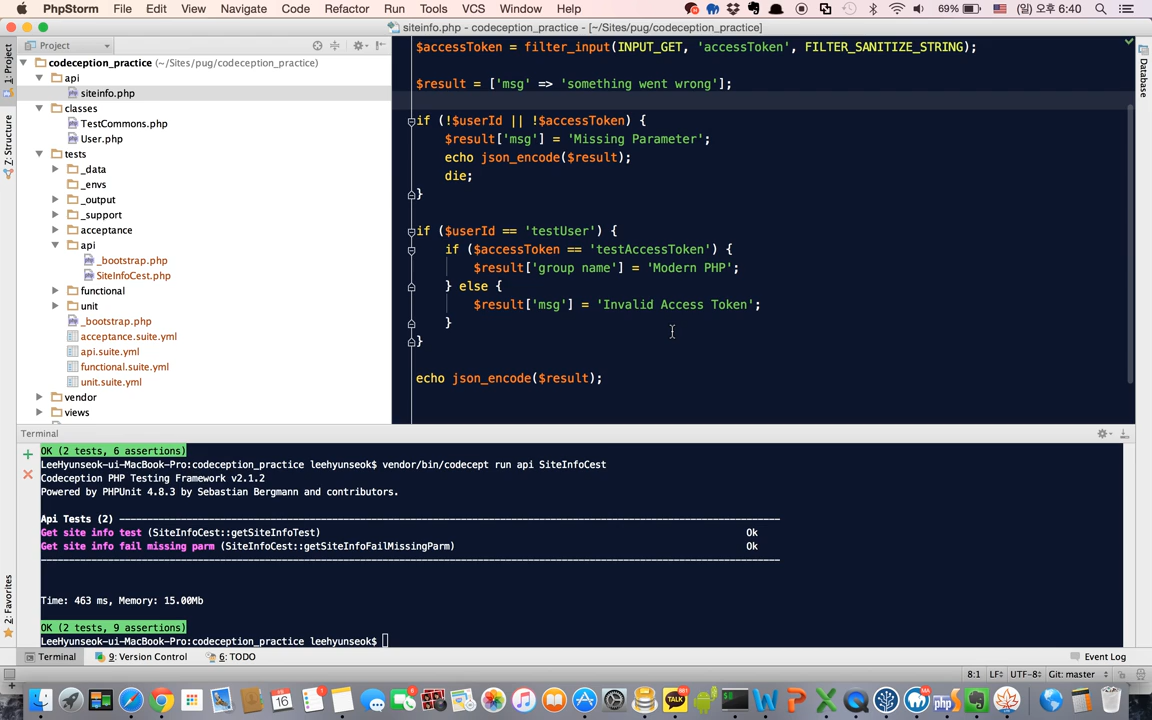 PhpStorm File Edit View Navigate Code Refactor Run Tools VCS Window Help 69% (일) 오후 6:40
siteinfo.php - codeception_practice - [~/Sites/pug/codeception_practice]
Project
codeception_practice (~/Sites/pug/codeception_practice)
api
siteinfo.php
classes
TestCommons.php
User.php
tests
_data
_envs
_output
_support
acceptance
api
_bootstrap.php
SiteInfoCest.php
functional
unit
_bootstrap.php
acceptance.suite.yml
api.suite.yml
functional.suite.yml
unit.suite.yml
vendor
views
1: Project
7: Structure
2: Favorites
Database
$accessToken = filter_input(INPUT_GET, 'accessToken', FILTER_SANITIZE_STRING);
$result = ['msg' => 'something went wrong'];
if (!$userId || !$accessToken) {
$result['msg'] = 'Missing Parameter';
echo json_encode($result);
die;
}
if ($userId == 'testUser') {
if ($accessToken == 'testAccessToken') {
$result['group name'] = 'Modern PHP';
} else {
$result['msg'] = 'Invalid Access Token';
}
}
echo json_encode($result);
Terminal
OK (2 tests, 6 assertions)
LeeHyunseok-ui-MacBook-Pro:codeception_practice leehyunseok$ vendor/bin/codecept run api SiteInfoCest
Codeception PHP Testing Framework v2.1.2
Powered by PHPUnit 4.8.3 by Sebastian Bergmann and contributors.
Api Tests (2)
Get site info test (SiteInfoCest::getSiteInfoTest) Ok
Get site info fail missing parm (SiteInfoCest::getSiteInfoFailMissingParm) Ok
Time: 463 ms, Memory: 15.00Mb
OK (2 tests, 9 assertions)
LeeHyunseok-ui-MacBook-Pro:codeception_practice leehyunseok$
Terminal 9: Version Control 6: TODO Event Log
8:1 LF UTF-8 Git: master